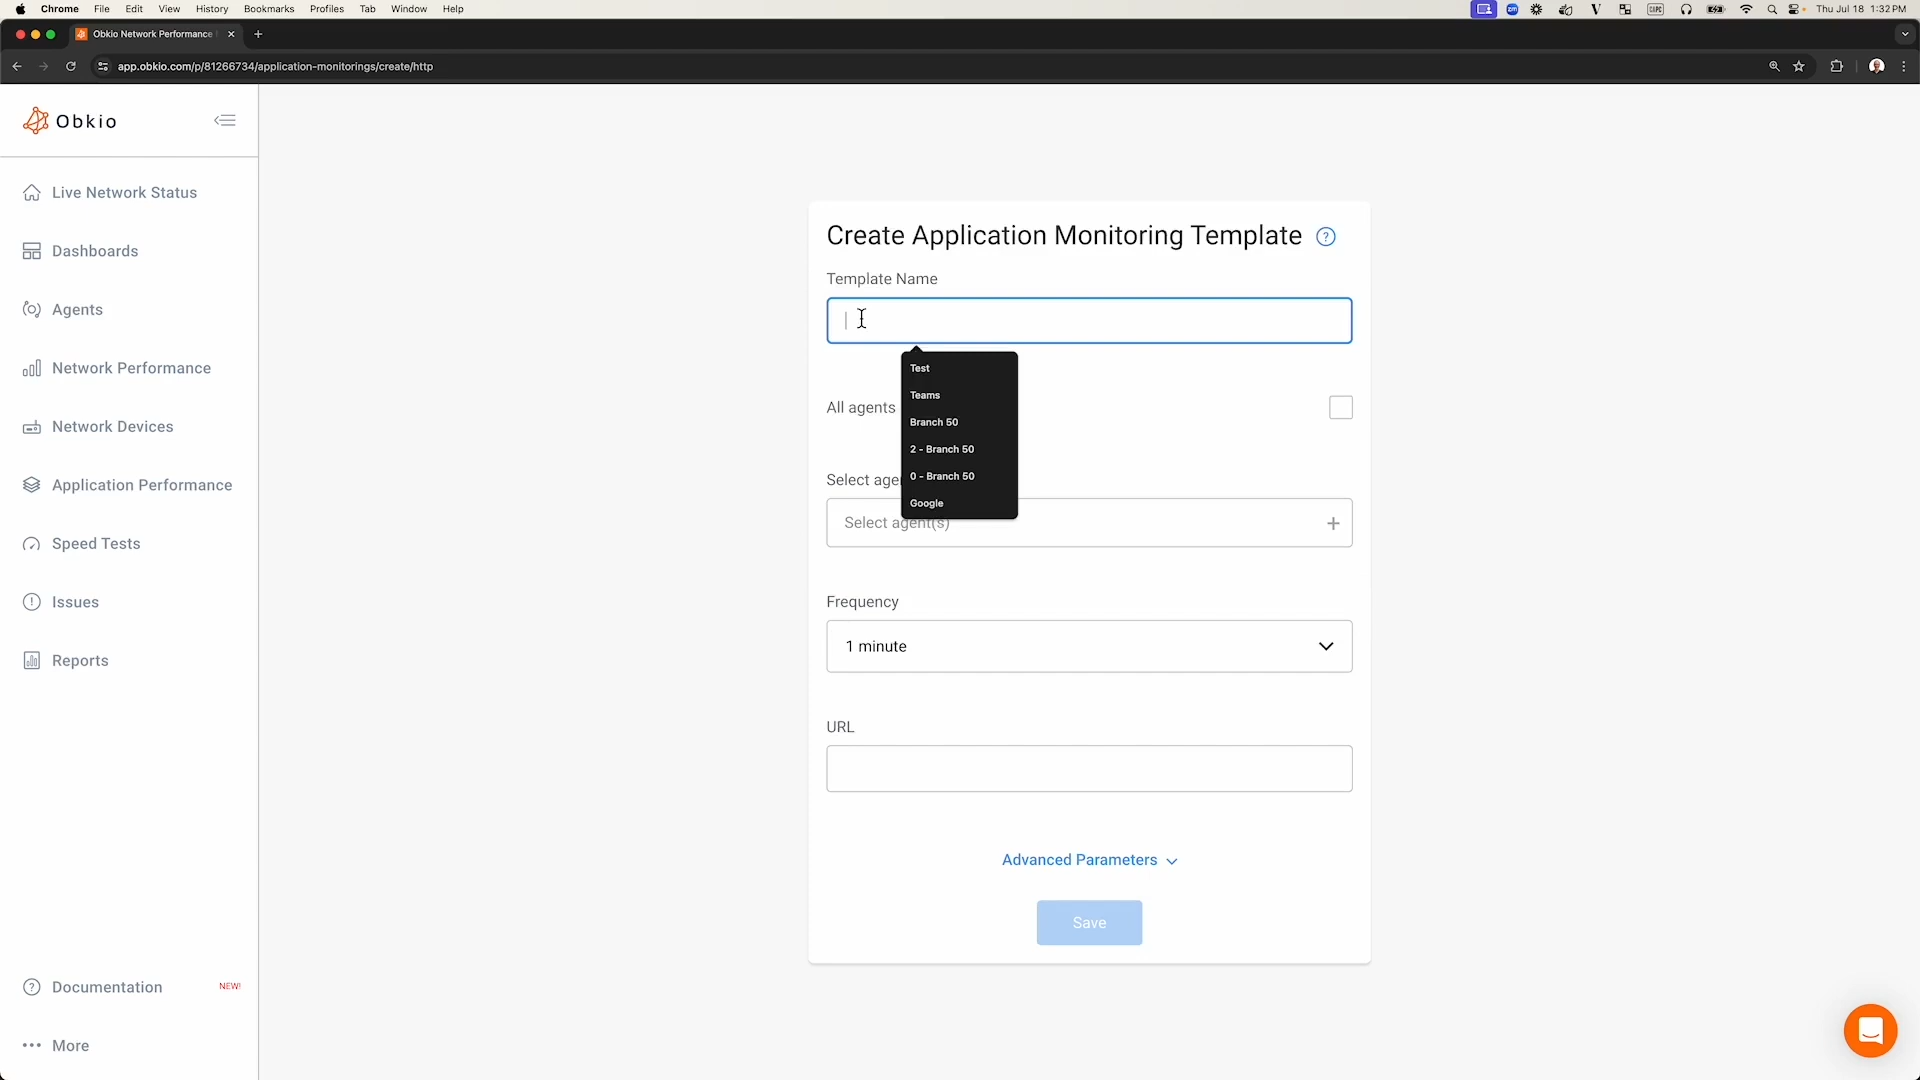 Chrome File Edit View History Bookmarks Profiles Tab Window Help
Thu Jul 18 1:32 PM
Obkio Network Performance
app.obkio.com/p/81266734/application-monitorings/create/http
Obkio
Live Network Status
Dashboards
Agents
Network Performance
Network Devices
Application Performance
Speed Tests
Issues
Reports
Documentation NEW!
More
Create Application Monitoring Template ?
Template Name
Test
Teams
Branch 50
2 - Branch 50
0 - Branch 50
Google
All agents
Select age
Select agent(s)
Frequency
1 minute
URL
Advanced Parameters
Save